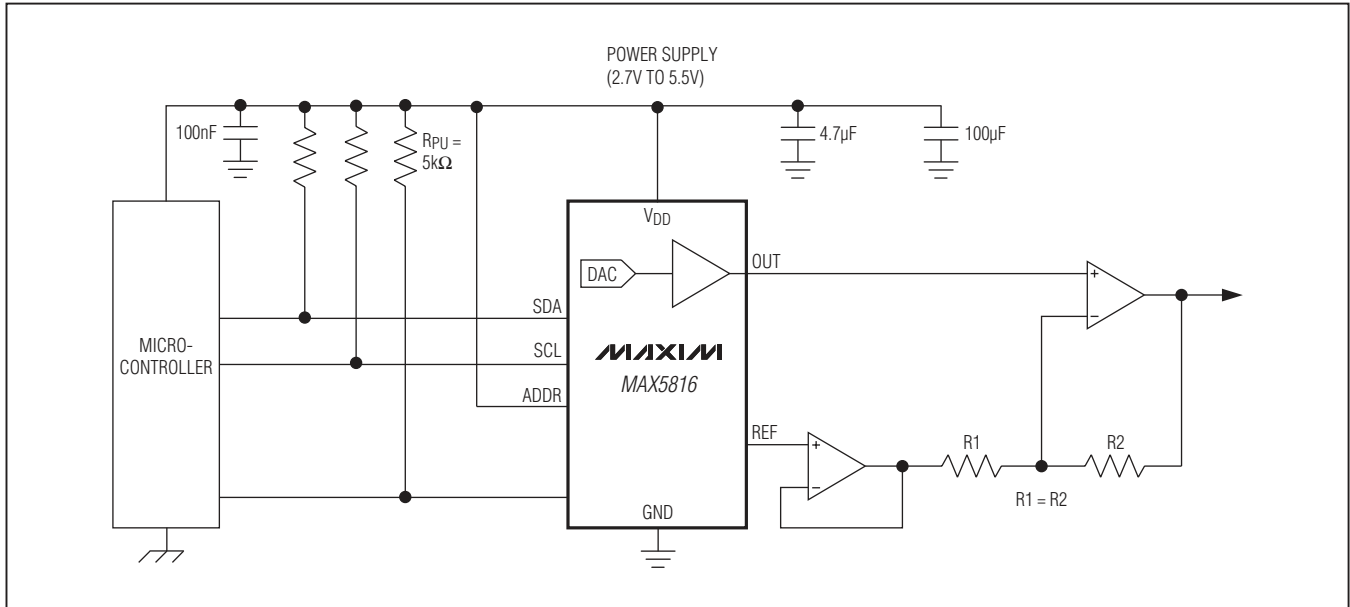 POWER SUPPLY
(2.7V TO 5.5V)
100nF
RPU =
5kΩ
4.7µF
100µF
VDD
DAC
OUT
+
−
SDA
MICRO-
CONTROLLER
SCL
MAXIM
MAX5816
ADDR
REF
+
−
R1
R2
R1 = R2
GND